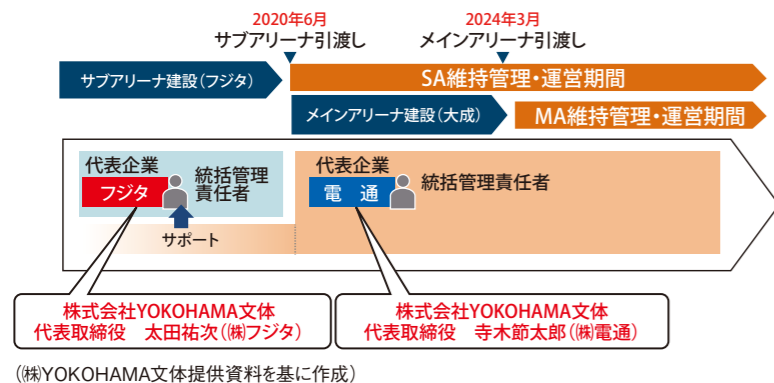 2020年6月
サブアリーナ引渡し
2024年3月
メインアリーナ引渡し
サブアリーナ建設(フジタ)
SA維持管理・運営期間
メインアリーナ建設(大成)
MA維持管理・運営期間
代表企業
フジタ
統括管理
責任者
サポート
代表企業
電 通
統括管理責任者
株式会社YOKOHAMA文体
代表取締役 太田祐次(㈱フジタ)
株式会社YOKOHAMA文体
代表取締役 寺木節太郎(㈱電通)
(㈱YOKOHAMA文体提供資料を基に作成)